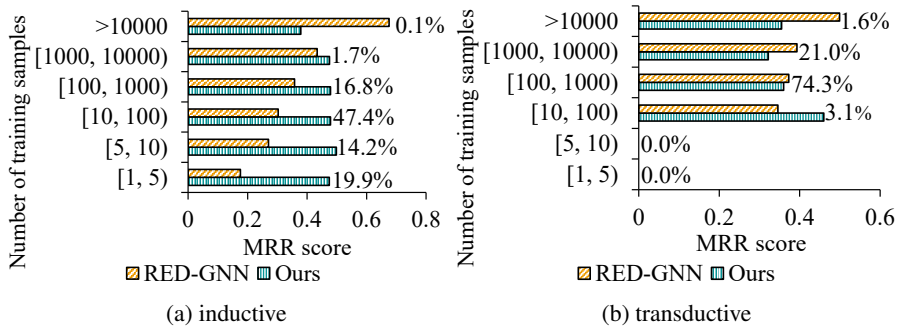 Number of training samples
>10000
0.1%
[1000, 10000)
1.7%
[100, 1000)
16.8%
[10, 100)
47.4%
[5, 10)
14.2%
[1, 5)
19.9%
0 0.2 0.4 0.6 0.8
MRR score
RED-GNN Ours
(a) inductive
Number of training samples
>10000
1.6%
[1000, 10000)
21.0%
[100, 1000)
74.3%
[10, 100)
3.1%
[5, 10)
0.0%
[1, 5)
0.0%
0 0.2 0.4 0.6
MRR score
RED-GNN Ours
(b) transductive